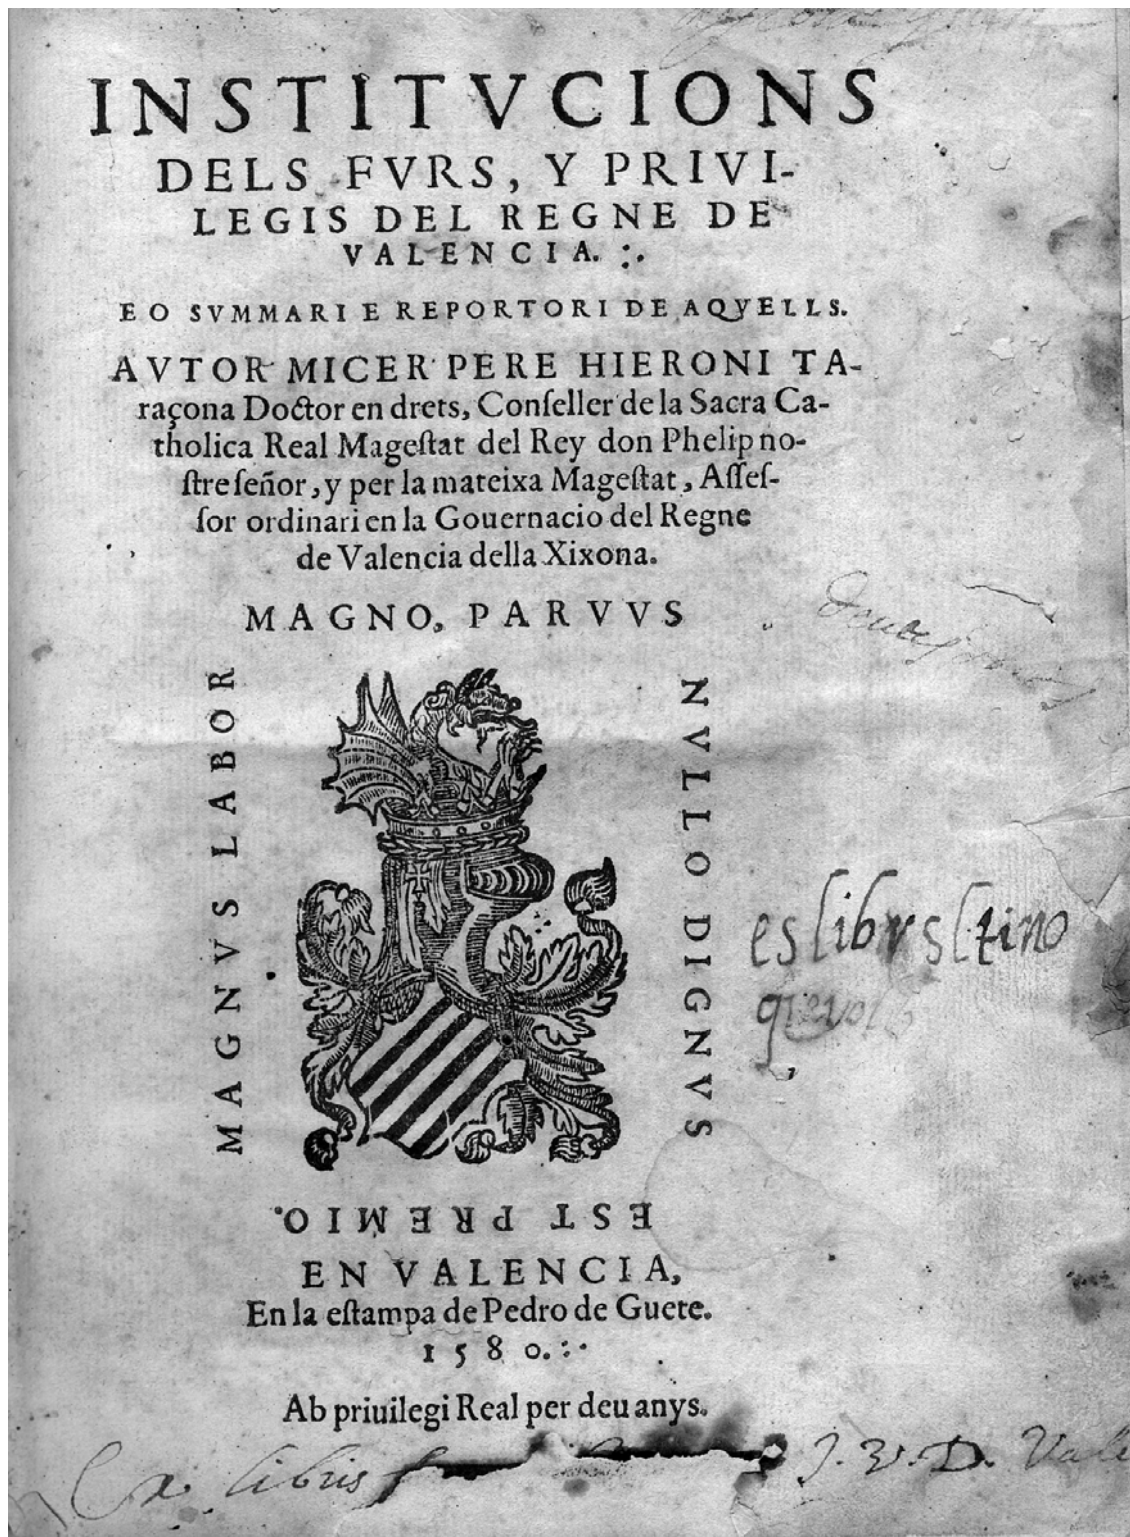 INSTITVCIONS
DELS FVRS, Y PRIVI-
LEGIS DEL REGNE DE
VALENCIA. :.
E O SVMMARI E REPORTORI DE AQVELLS.
AVTOR MICER PERE HIERONI TA-
raçona Doctor en drets, Conſeller de la Sacra Ca-
tholica Real Mageſtat del Rey don Phelip no-
ſtre ſeñor, y per la mateixa Mageſtat, Aſſeſ-
ſor ordinari en la Gouernacio del Regne
de Valencia della Xixona.
MAGNO, PARVVS
NVLLO DIGNVS
EST PREMIO.
MAGNVS LABOR
es libvs
EN VALENCIA,
En la eſtampa de Pedro de Guete.
1580. :·
Ab priuilegi Real per deu anys.
Ex libris J. V. D. Vale